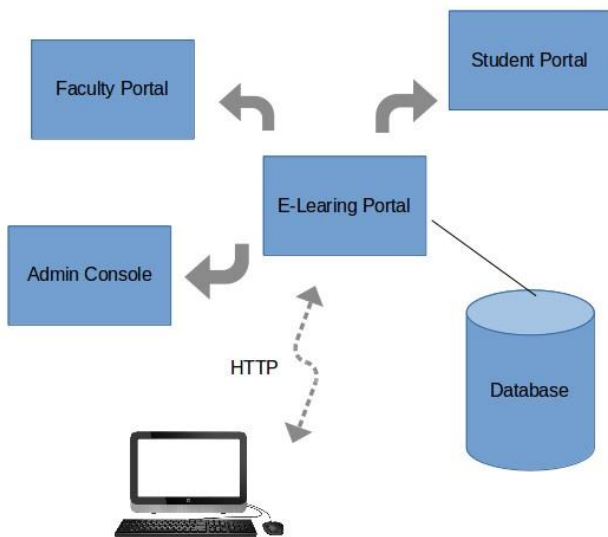 Student Portal
Faculty Portal
E-Learing Portal
Admin Console
HTTP
Database